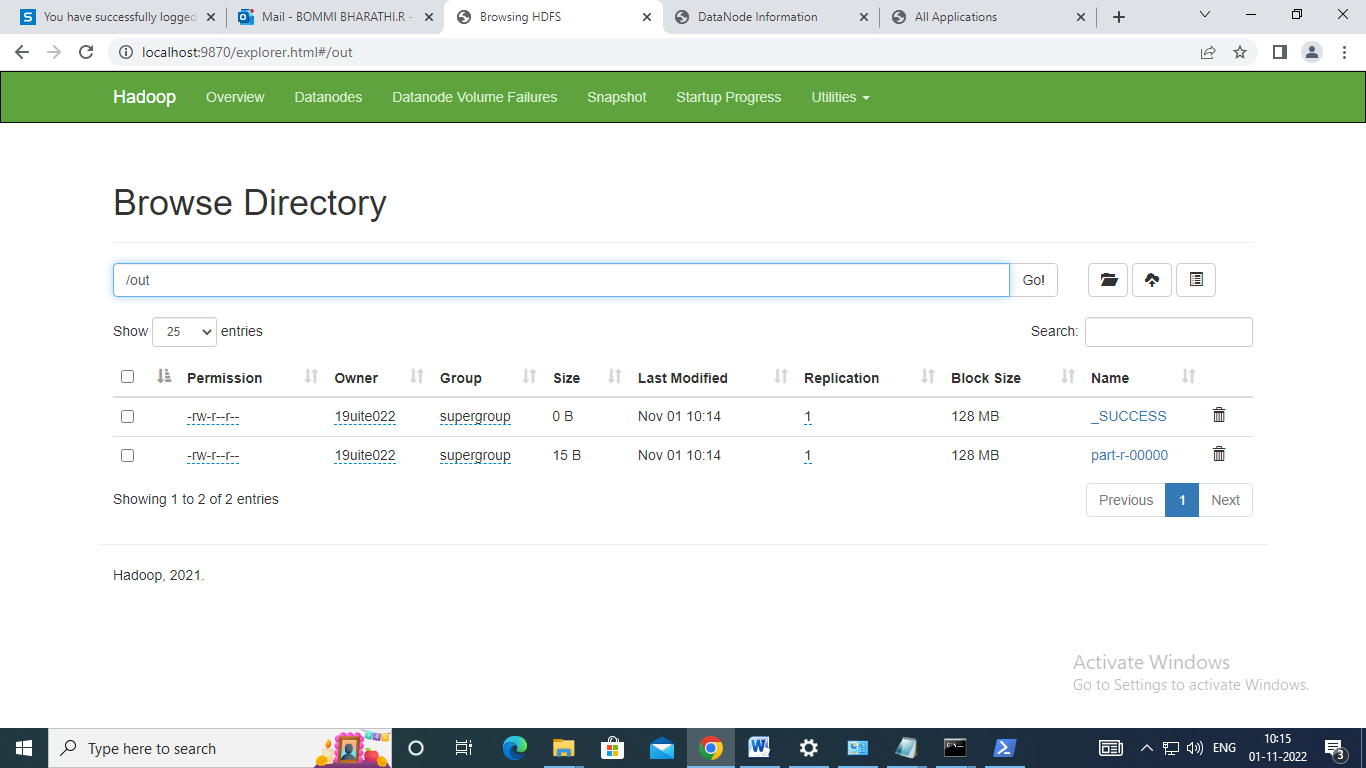 You have successfully logged
Mail - BOMMI BHARATHI.R -
Browsing HDFS
DataNode Information
All Applications
localhost:9870/explorer.html#/out
Hadoop Overview Datanodes Datanode Volume Failures Snapshot Startup Progress Utilities
Browse Directory
/out Go!
Show 25 entries Search:
Permission Owner Group Size Last Modified Replication Block Size Name
-rw-r--r-- 19uite022 supergroup 0 B Nov 01 10:14 1 128 MB _SUCCESS
-rw-r--r-- 19uite022 supergroup 15 B Nov 01 10:14 1 128 MB part-r-00000
Showing 1 to 2 of 2 entries Previous 1 Next
Hadoop, 2021.
Activate Windows
Go to Settings to activate Windows.
Type here to search
ENG
10:15
01-11-2022
3